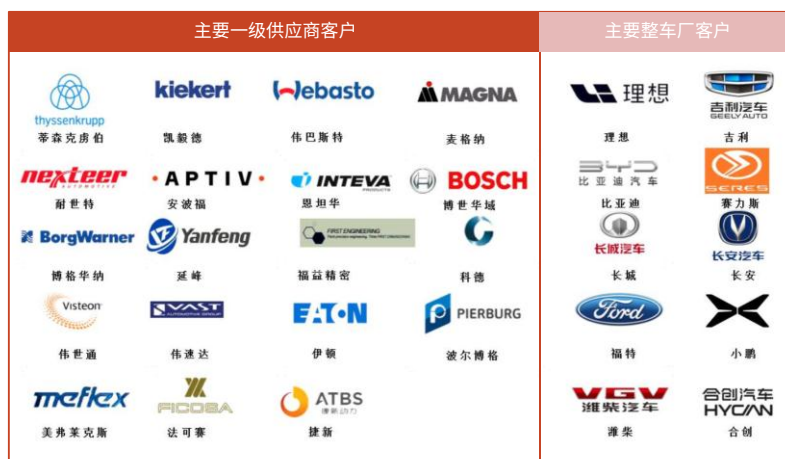 主要一级供应商客户
主要整车厂客户
thyssenkrupp
kiekert
Webasto
MAGNA
理想
吉利汽车
GEELY AUTO
蒂森克虏伯
凯毅德
伟巴斯特
麦格纳
理想
吉利
nexteer
AUTOMOTIVE
APTIV
INTEVA
PRODUCTS
BOSCH
BYD
比亚迪汽车
SERES
耐世特
安波福
恩坦华
博世华域
比亚迪
赛力斯
BorgWarner
Yanfeng
FIRST ENGINEERING
长城汽车
长安汽车
博格华纳
延峰
福益精密
科德
长城
长安
Visteon
VAST
AUTOMOTIVE GROUP
EATON
PIERBURG
Ford
伟世通
伟速达
伊顿
波尔博格
福特
小鹏
meflex
FICOSA
ATBS
捷新动力
VGV
潍柴汽车
合创汽车
HYCAN
美弗莱克斯
法可赛
捷新
潍柴
合创